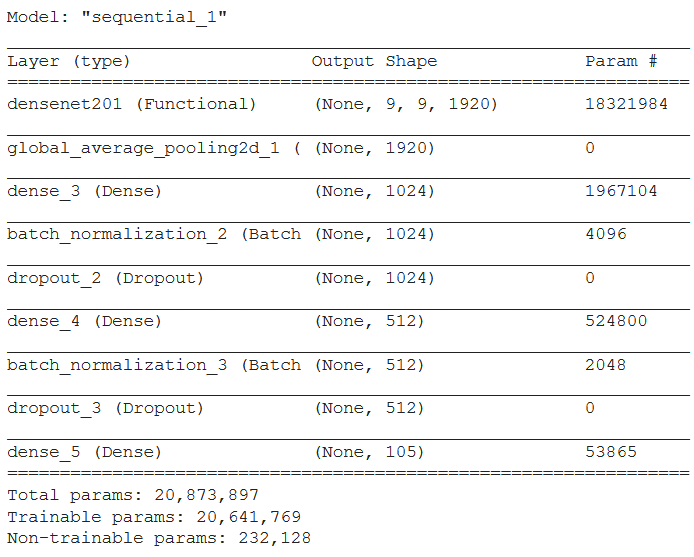 Model: "sequential_1"
Layer (type) Output Shape Param #
densenet201 (Functional) (None, 9, 9, 1920) 18321984
global_average_pooling2d_1 ( (None, 1920) 0
dense_3 (Dense) (None, 1024) 1967104
batch_normalization_2 (Batch (None, 1024) 4096
dropout_2 (Dropout) (None, 1024) 0
dense_4 (Dense) (None, 512) 524800
batch_normalization_3 (Batch (None, 512) 2048
dropout_3 (Dropout) (None, 512) 0
dense_5 (Dense) (None, 105) 53865
Total params: 20,873,897
Trainable params: 20,641,769
Non-trainable params: 232,128